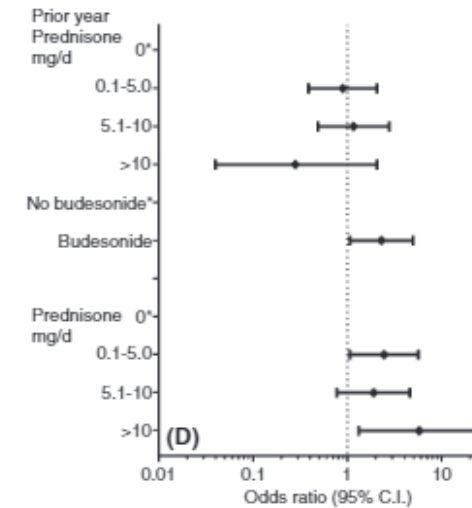 Prior year
Prednisone
mg/d
0*
0.1-5.0
5.1-10
>10
No budesonide*
Budesonide
Prednisone 0*
mg/d
0.1-5.0
5.1-10
>10
(D)
0.01 0.1 1 10
Odds ratio (95% C.I.)